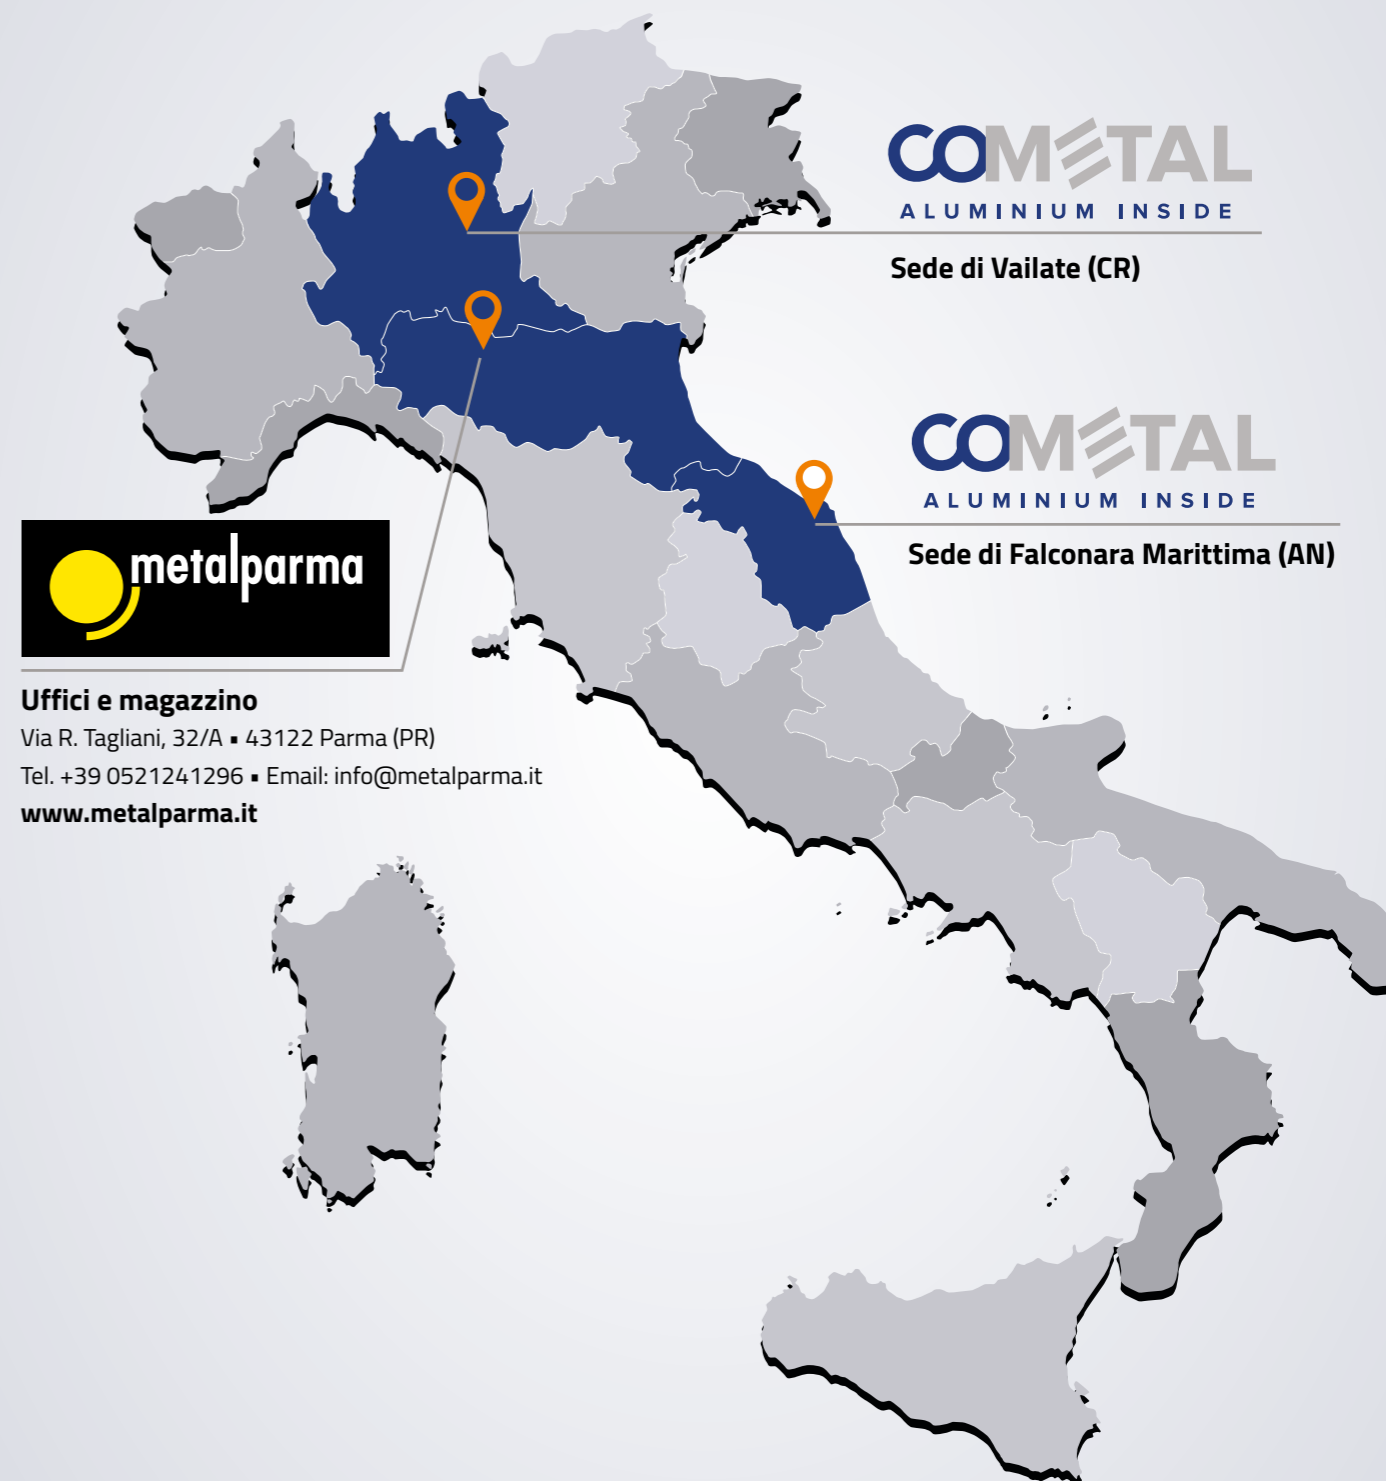 COMETAL
ALUMINIUM INSIDE
Sede di Vailate (CR)
COMETAL
ALUMINIUM INSIDE
Sede di Falconara Marittima (AN)
metalparma
Uffici e magazzino
Via R. Tagliani, 32/A ▪ 43122 Parma (PR)
Tel. +39 0521241296 ▪ Email: info@metalparma.it
www.metalparma.it